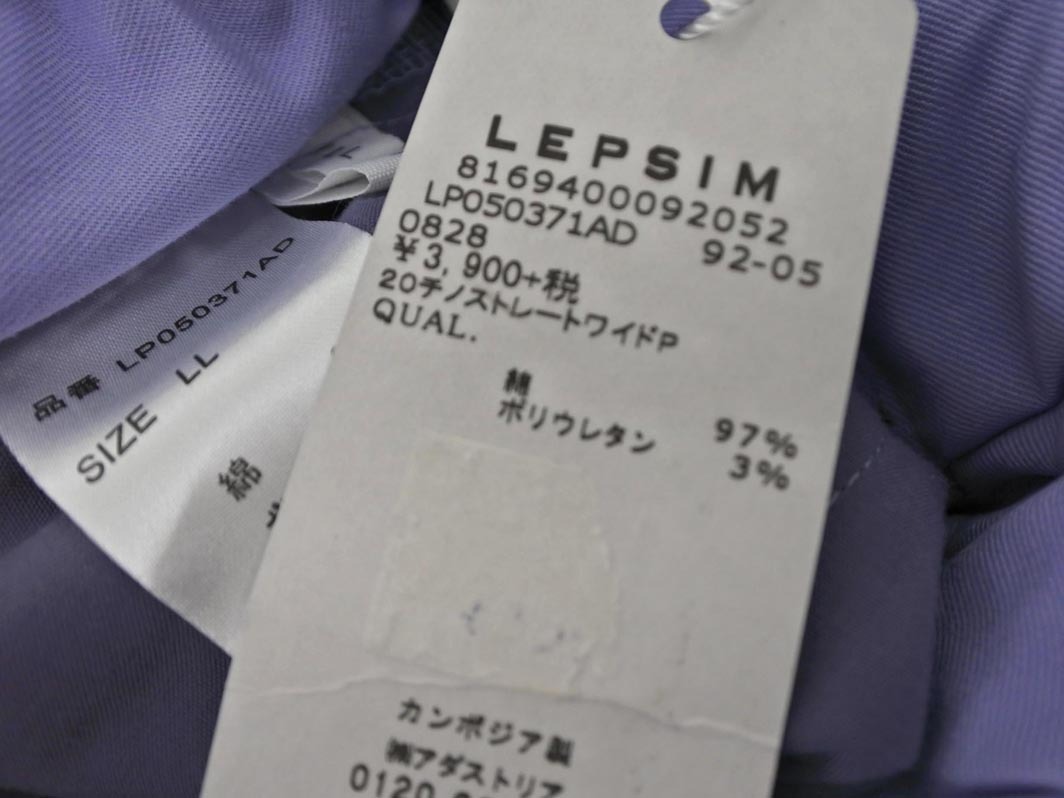 LEPSIM
8169400092052
LP050371AD 92-05
0828
¥3,900+税
20チノストレートワイドP
QUAL.
綿 97%
ポリウレタン 3%
カンボジア製
㈱アダストリア
0120
品番 LP050371AD
SIZE LL
綿